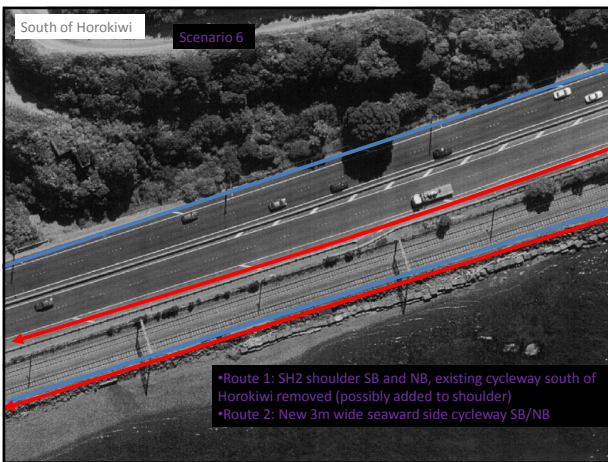 South of Horokiwi
Scenario 6
•Route 1: SH2 shoulder SB and NB, existing cycleway south of
Horokiwi removed (possibly added to shoulder)
•Route 2: New 3m wide seaward side cycleway SB/NB